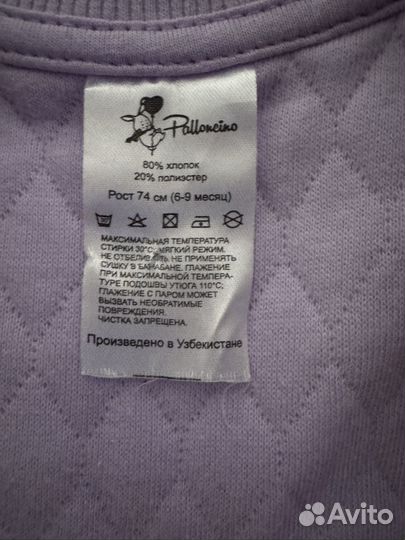 Palloncino
80% хлопок
20% полиэстер
Рост 74 см (6-9 месяц)
МАКСИМАЛЬНАЯ ТЕМПЕРАТУРА
СТИРКИ 30°С; МЯГКИЙ РЕЖИМ.
НЕ ОТБЕЛИВАТЬ. НЕ ПРИМЕНЯТЬ
СУШКУ В БАНАБАНЕ. ГЛАЖЕНИЕ
ПРИ МАКСИМАЛЬНОЙ ТЕМПЕРА-
ТУРЕ ПОДОШВЫ УТЮГА 110°С;
ГЛАЖЕНИЕ С ПАРОМ МОЖЕТ
ВЫЗВАТЬ НЕОБРАТИМЫЕ
ПОВРЕЖДЕНИЯ.
ЧИСТКА ЗАПРЕЩЕНА.
Произведено в Узбекистане
Avito